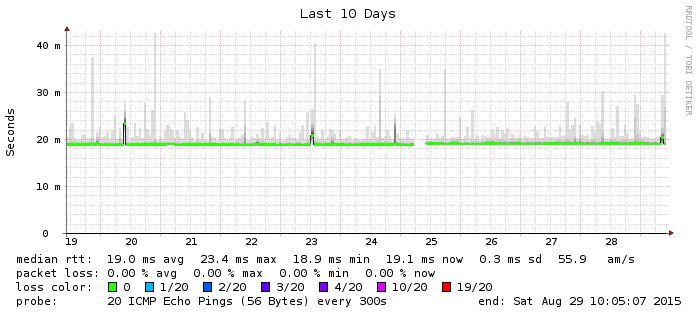 Last 10 Days
RRDTOOL / TOBI OETIKER
Seconds
40 m
30 m
20 m
10 m
0
19 20 21 22 23 24 25 26 27 28
median rtt: 19.0 ms avg 23.4 ms max 18.9 ms min 19.1 ms now 0.3 ms sd 55.9 am/s
packet loss: 0.00 % avg 0.00 % max 0.00 % min 0.00 % now
loss color: 0 1/20 2/20 3/20 4/20 10/20 19/20
probe: 20 ICMP Echo Pings (56 Bytes) every 300s end: Sat Aug 29 10:05:07 2015